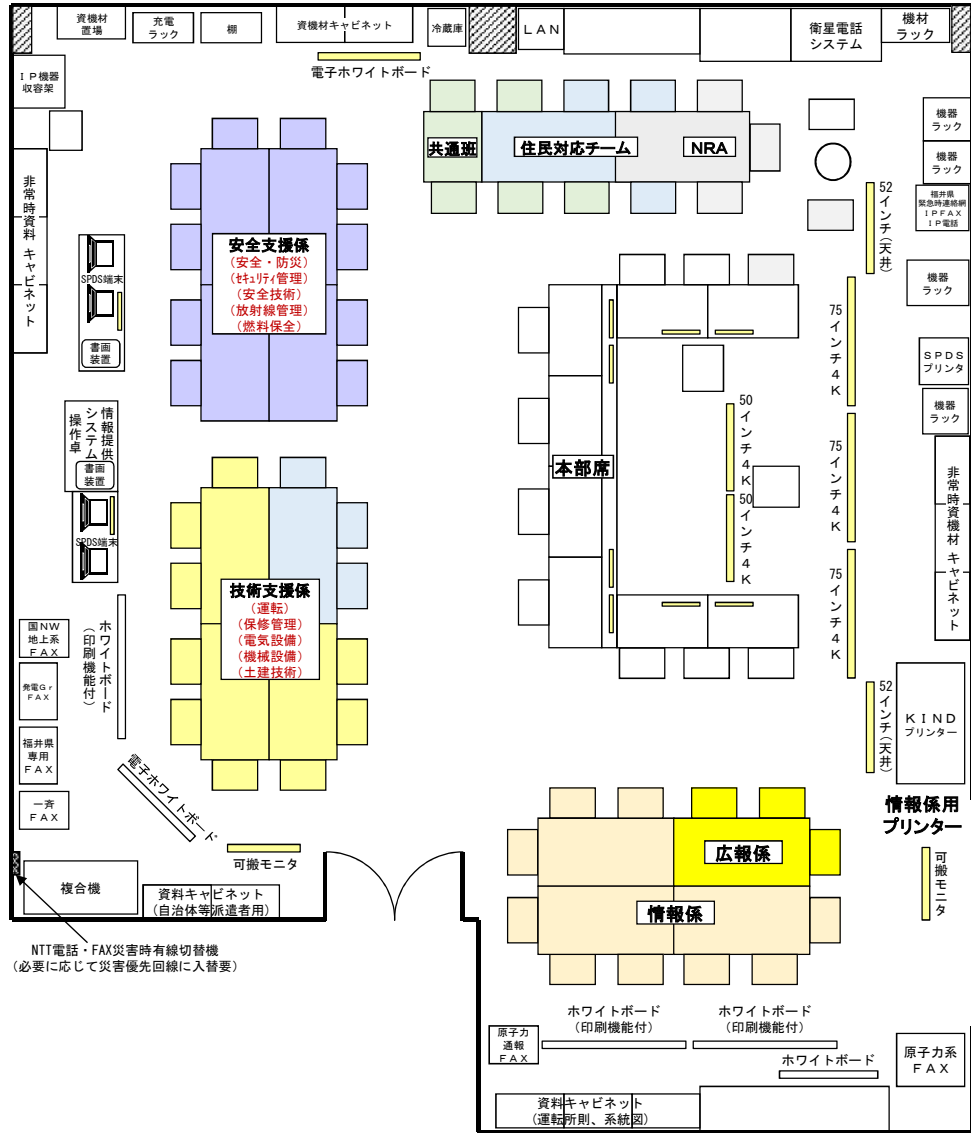 資機材
置場
充電
ラック
棚
資機材キャビネット
冷蔵庫
LAN
衛星電話
システム
機材
ラック
電子ホワイトボード
IP機器
収容架
共通班
住民対応チーム
NRA
機器
ラック
機器
ラック
福井県
緊急時連絡網
IPFAX
IP電話
52インチ(天井)
非常時資料キャビネット
安全支援係
(安全・防災)
(セキュリティ管理)
(安全技術)
(放射線管理)
(燃料保全)
SPDS端末
書画
装置
機器
ラック
75インチ4K
SPDS
プリンタ
機器
ラック
情報提供
システム
操作卓
書画
装置
50インチ4K
本部席
75インチ4K
50インチ4K
非常時資機材キャビネット
SPDS端末
技術支援係
(運転)
(保修管理)
(電気設備)
(機械設備)
(土建技術)
75インチ4K
ホワイトボード
(印刷機能付)
国NW
地上系
FAX
発電Gr
FAX
福井県
専用
FAX
一斉
FAX
52インチ(天井)
KIND
プリンター
電子ホワイトボード
情報係用
プリンター
可搬モニタ
広報係
可搬モニタ
複合機
資料キャビネット
(自治体等派遣者用)
情報係
NTT電話・FAX災害時有線切替機
(必要に応じて災害優先回線に入替要)
ホワイトボード
(印刷機能付)
ホワイトボード
(印刷機能付)
原子力
通報
FAX
ホワイトボード
原子力系
FAX
資料キャビネット
(運転所則、系統図)